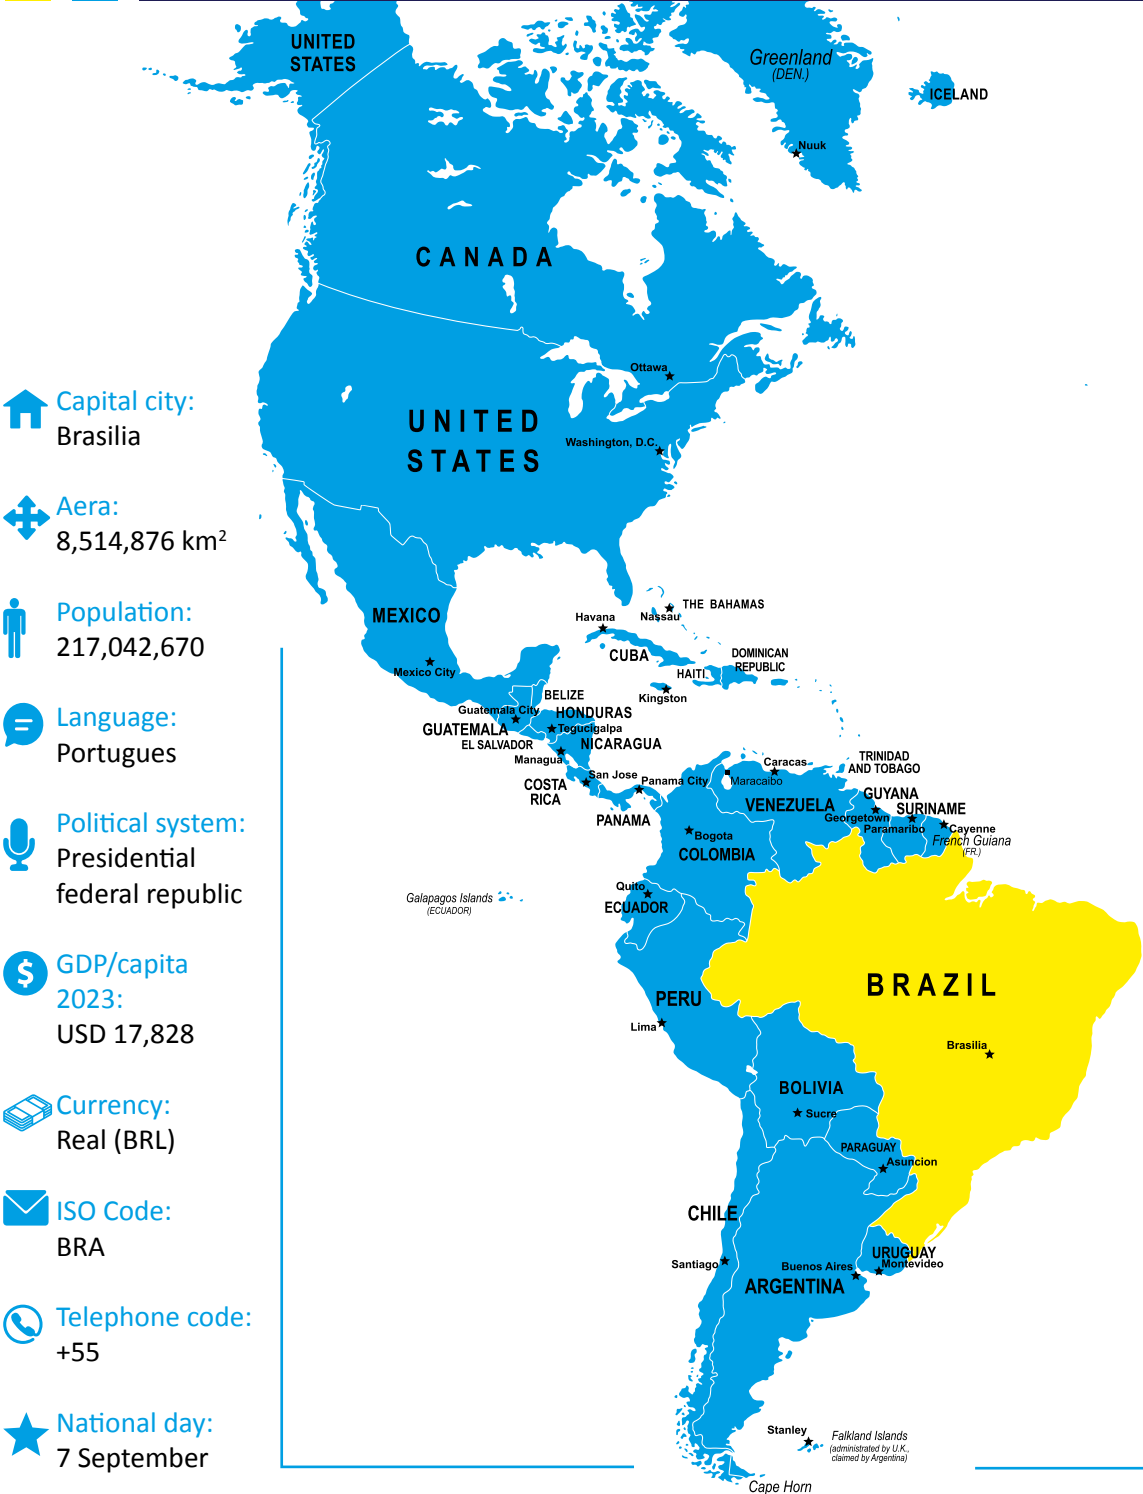 Capital city:
Brasilia
Aera:
8,514,876 km²
Population:
217,042,670
Language:
Portugues
Political system:
Presidential
federal republic
GDP/capita
2023:
USD 17,828
Currency:
Real (BRL)
ISO Code:
BRA
Telephone code:
+55
National day:
7 September
UNITED
STATES
Greenland
(DEN.)
ICELAND
Nuuk
CANADA
Ottawa
UNITED
STATES
Washington, D.C.
MEXICO
Mexico City
Havana
Nassau
THE BAHAMAS
CUBA
DOMINICAN
REPUBLIC
HAITI
Kingston
BELIZE
Guatemala City
HONDURAS
GUATEMALA
Tegucigalpa
EL SALVADOR
NICARAGUA
Managua
San Jose
COSTA
RICA
Panama City
PANAMA
Caracas
Maracaibo
TRINIDAD
AND TOBAGO
VENEZUELA
GUYANA
SURINAME
Georgetown
Paramaribo
Cayenne
French Guiana
(FR.)
Bogota
COLOMBIA
Galapagos Islands
(ECUADOR)
Quito
ECUADOR
BRAZIL
PERU
Lima
Brasilia
BOLIVIA
Sucre
PARAGUAY
Asuncion
CHILE
Santiago
URUGUAY
Montevideo
Buenos Aires
ARGENTINA
Stanley
Falkland Islands
(administrated by U.K.,
claimed by Argentina)
Cape Horn